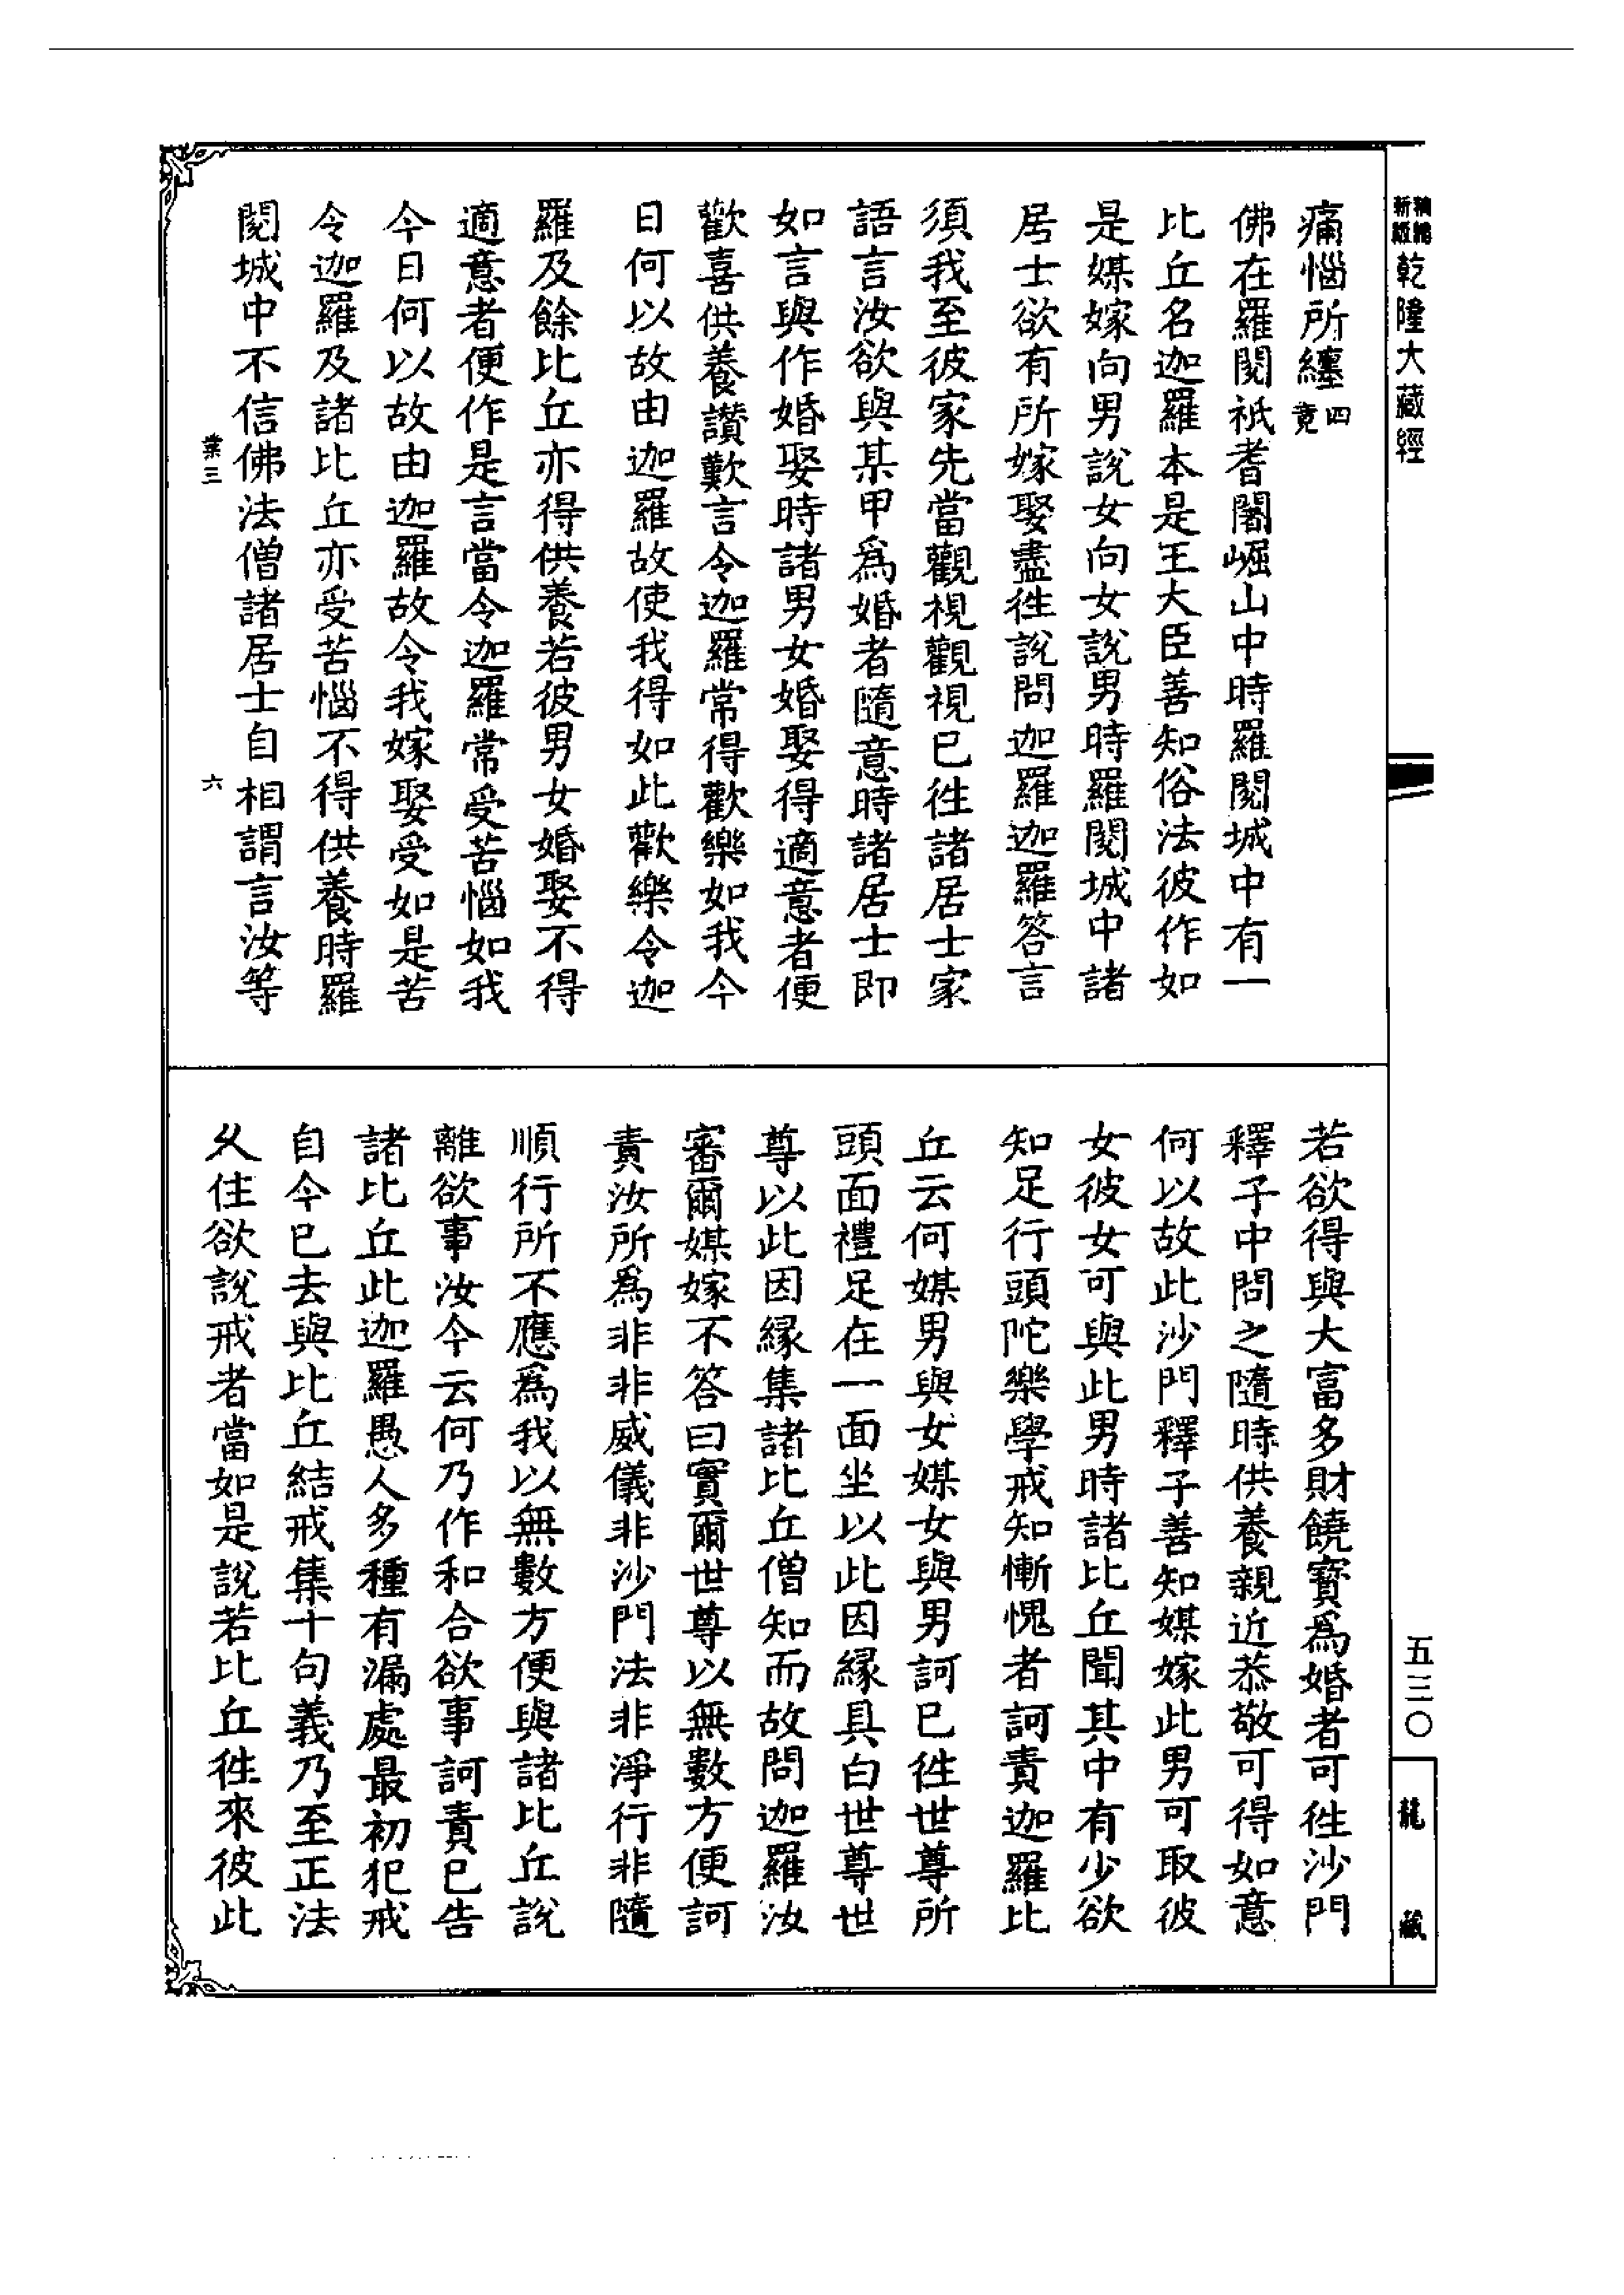 新編縮編乾隆大藏經
痛惱所纏四竟
佛在羅閱祇耆闍崛山中時羅閱城中有一
比丘名迦羅本是王大臣善知俗法彼作如
是媒嫁向男說女向女說男時羅閱城中諸
居士欲有所嫁娶盡徃說問迦羅迦羅答言
須我至彼家先當觀視觀視已徃諸居士家
語言汝欲與某甲爲婚者隨意時諸居士即
如言與作婚娶時諸男女婚娶得適意者便
歡喜供養讃歎言令迦羅常得歡樂如我今
日何以故由迦羅故使我得如此歡樂令迦
羅及餘比丘亦得供養若彼男女婚娶不得
適意者便作是言當令迦羅常受苦惱如我
今日何以故由迦羅故令我嫁娶受如是苦
令迦羅及諸比丘亦受苦惱不得供養時羅
閱城中不信佛法僧諸居士自相謂言汝等
業三 六
若欲得與大富多財饒寳爲婚者可徃沙門
釋子中問之隨時供養親近恭敬可得如意
何以故此沙門釋子善知媒嫁此男可取彼
女彼女可與此男時諸比丘聞其中有少欲
知足行頭陀樂學戒知慚愧者訶責迦羅比
丘云何媒男與女媒女與男訶已徃世尊所
頭面禮足在一面坐以此因縁具白世尊世
尊以此因縁集諸比丘僧知而故問迦羅汝
審爾媒嫁不答曰實爾世尊以無數方便訶
責汝所爲非非威儀非沙門法非淨行非隨
順行所不應爲我以無數方便與諸比丘說
離欲事汝今云何乃作和合欲事訶責已告
諸比丘此迦羅愚人多種有漏處最初犯戒
自今已去與比丘結戒集十句義乃至正法
久住欲說戒者當如是說若比丘徃來彼此
五三〇
龍藏